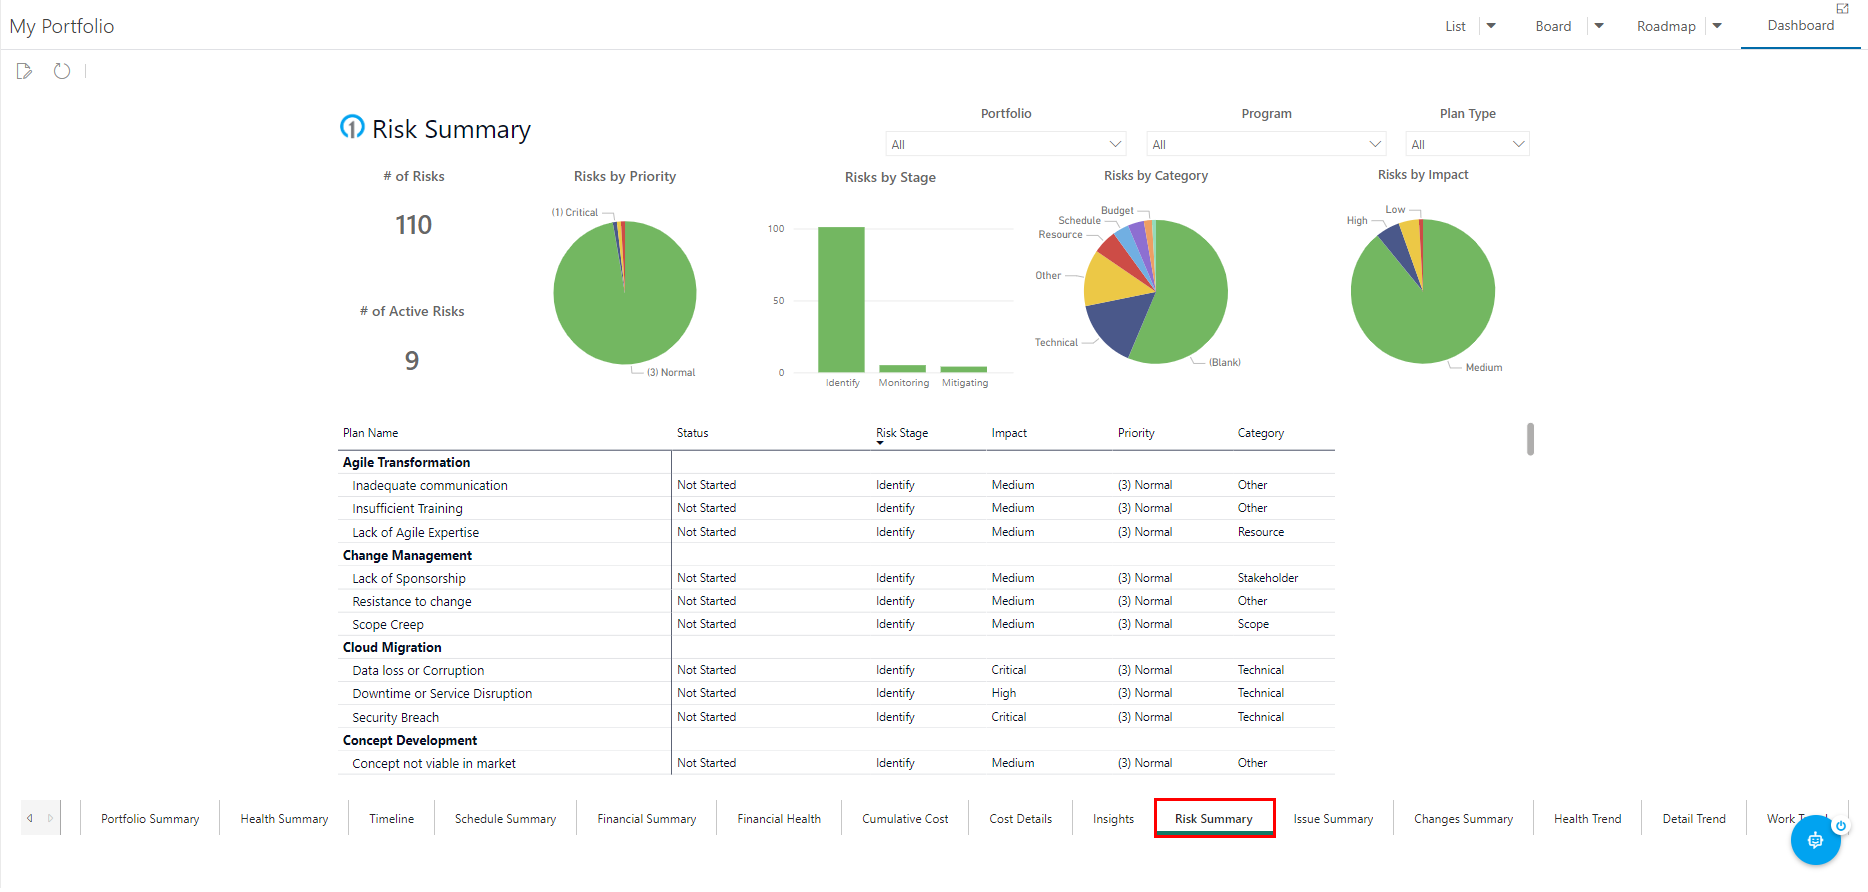 My Portfolio
List
Board
Roadmap
Dashboard
Risk Summary
Portfolio
Program
Plan Type
All
All
All
# of Risks
110
# of Active Risks
9
Risks by Priority
(1) Critical
(3) Normal
Risks by Stage
100
50
0
Identify Monitoring Mitigating
Risks by Category
Budget
Schedule
Resource
Other
Technical
(Blank)
Risks by Impact
Low
High
Medium
Plan Name Status Risk Stage Impact Priority Category
Agile Transformation
Inadequate communication Not Started Identify Medium (3) Normal Other
Insufficient Training Not Started Identify Medium (3) Normal Other
Lack of Agile Expertise Not Started Identify Medium (3) Normal Resource
Change Management
Lack of Sponsorship Not Started Identify Medium (3) Normal Stakeholder
Resistance to change Not Started Identify Medium (3) Normal Other
Scope Creep Not Started Identify Medium (3) Normal Scope
Cloud Migration
Data loss or Corruption Not Started Identify Critical (3) Normal Technical
Downtime or Service Disruption Not Started Identify High (3) Normal Technical
Security Breach Not Started Identify Critical (3) Normal Technical
Concept Development
Concept not viable in market Not Started Identify Medium (3) Normal Other
Portfolio Summary Health Summary Timeline Schedule Summary Financial Summary Financial Health Cumulative Cost Cost Details Insights Risk Summary Issue Summary Changes Summary Health Trend Detail Trend Work